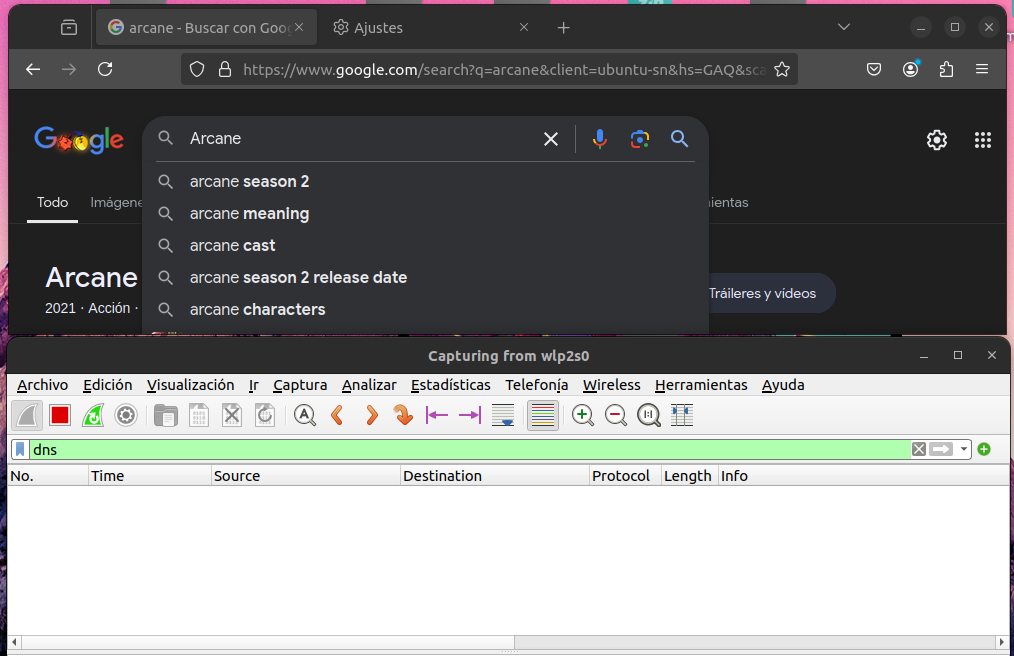 arcane - Buscar con Goog
Ajustes
https://www.google.com/search?q=arcane&client=ubuntu-sn&hs=GAQ&sca
Google
Arcane
arcane season 2
Todo
Imágene
ientas
arcane meaning
arcane cast
Arcane
arcane season 2 release date
Tráileres y vídeos
2021 · Acción ·
arcane characters
Capturing from wlp2s0
Archivo Edición Visualización Ir Captura Analizar Estadísticas Telefonía Wireless Herramientas Ayuda
dns
No. Time Source Destination Protocol Length Info